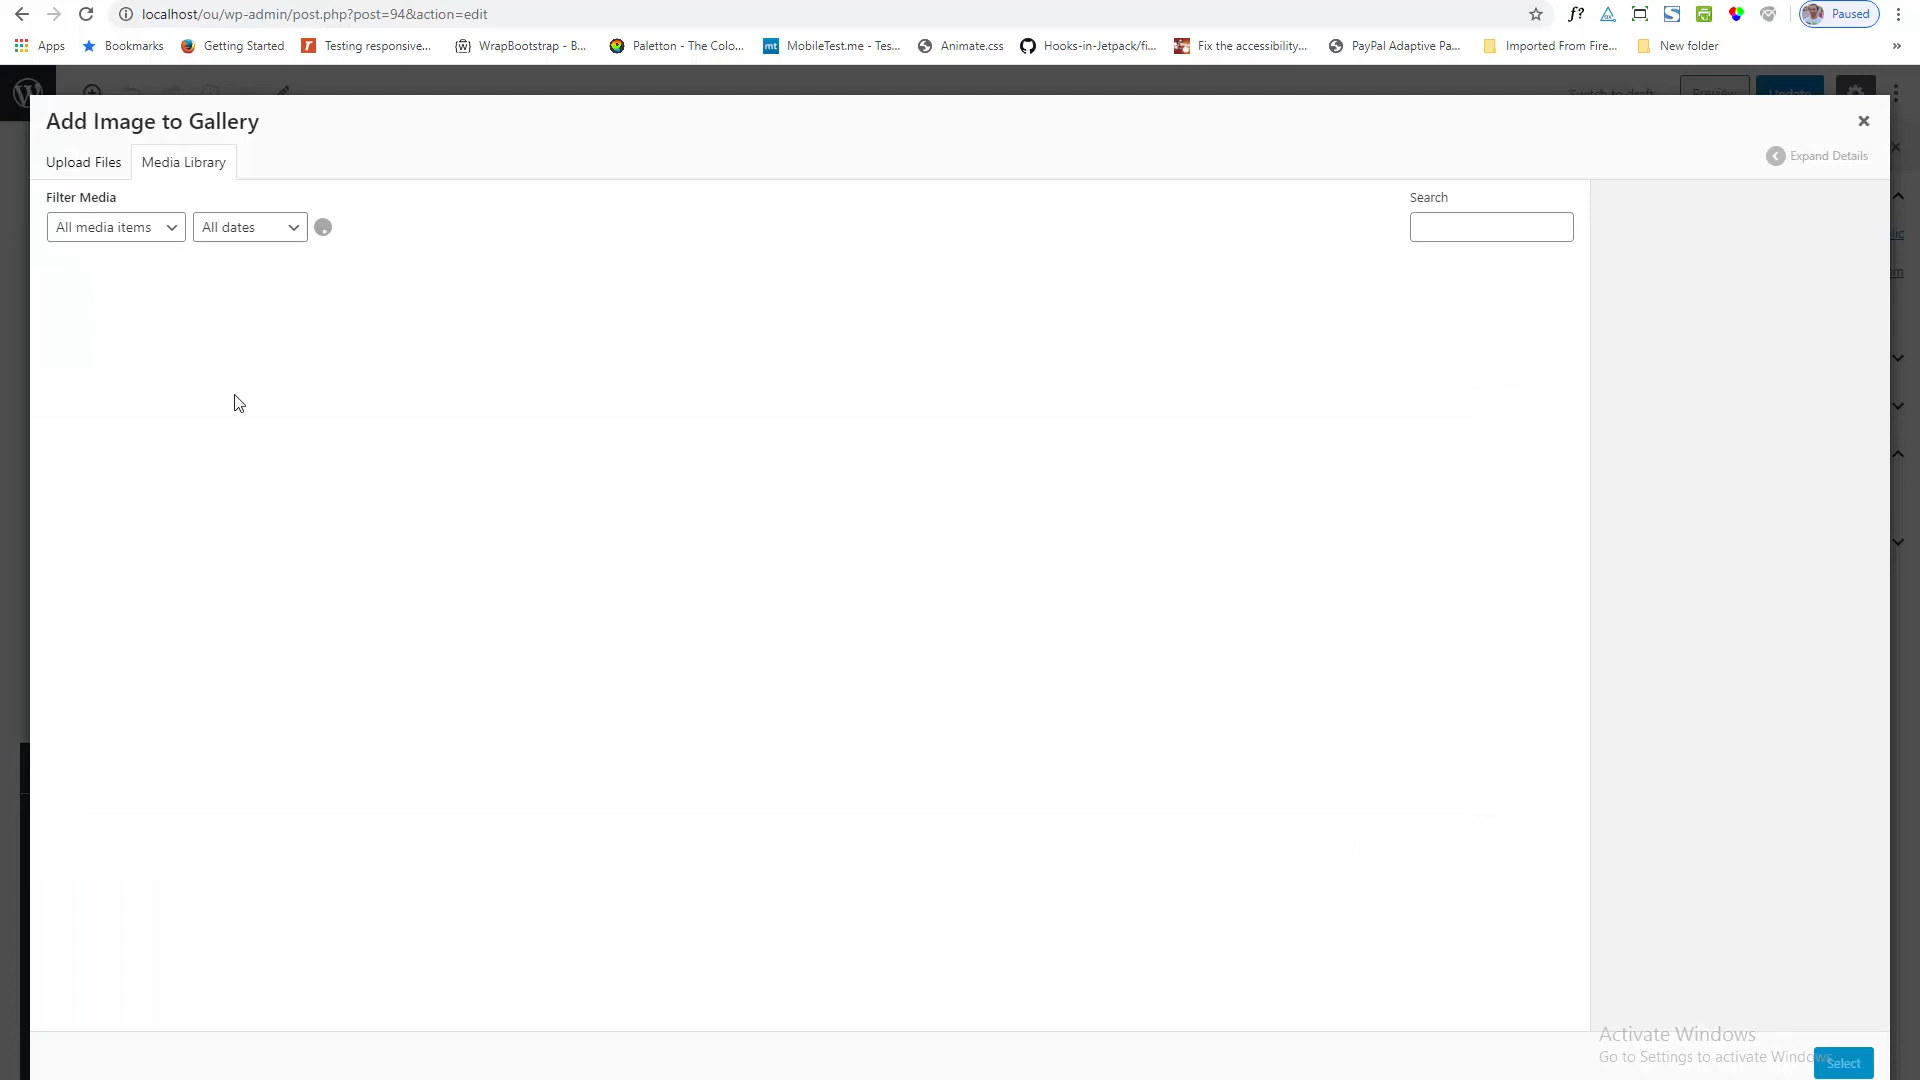 localhost/ou/wp-admin/post.php?post=94&action=edit
f?
Paused
Apps
Bookmarks
Getting Started
Testing responsive...
WrapBootstrap - B...
Paletton - The Colo...
mt
MobileTest.me - Tes...
Animate.css
Hooks-in-Jetpack/fi...
Fix the accessibility...
PayPal Adaptive Pa...
Imported From Fire...
New folder
»
Switch to draft
Preview
Update
Add Image to Gallery
Upload Files
Media Library
Expand Details
Filter Media
Search
All media items
All dates
Activate Windows
Go to Settings to activate Windows.
Select